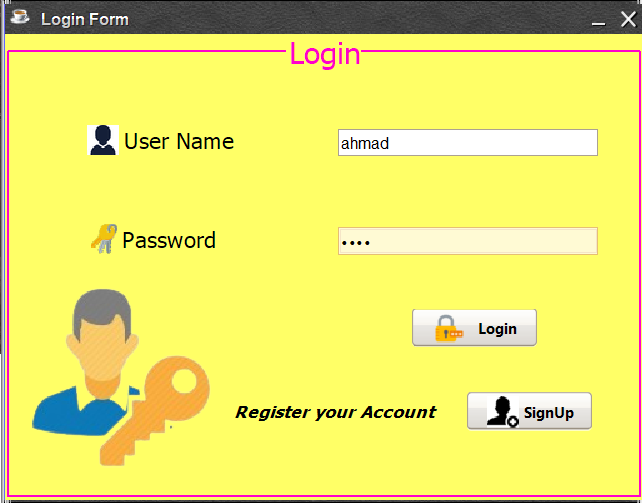 Login Form
Login
User Name
ahmad
Password
••••
Login
Register your Account
SignUp